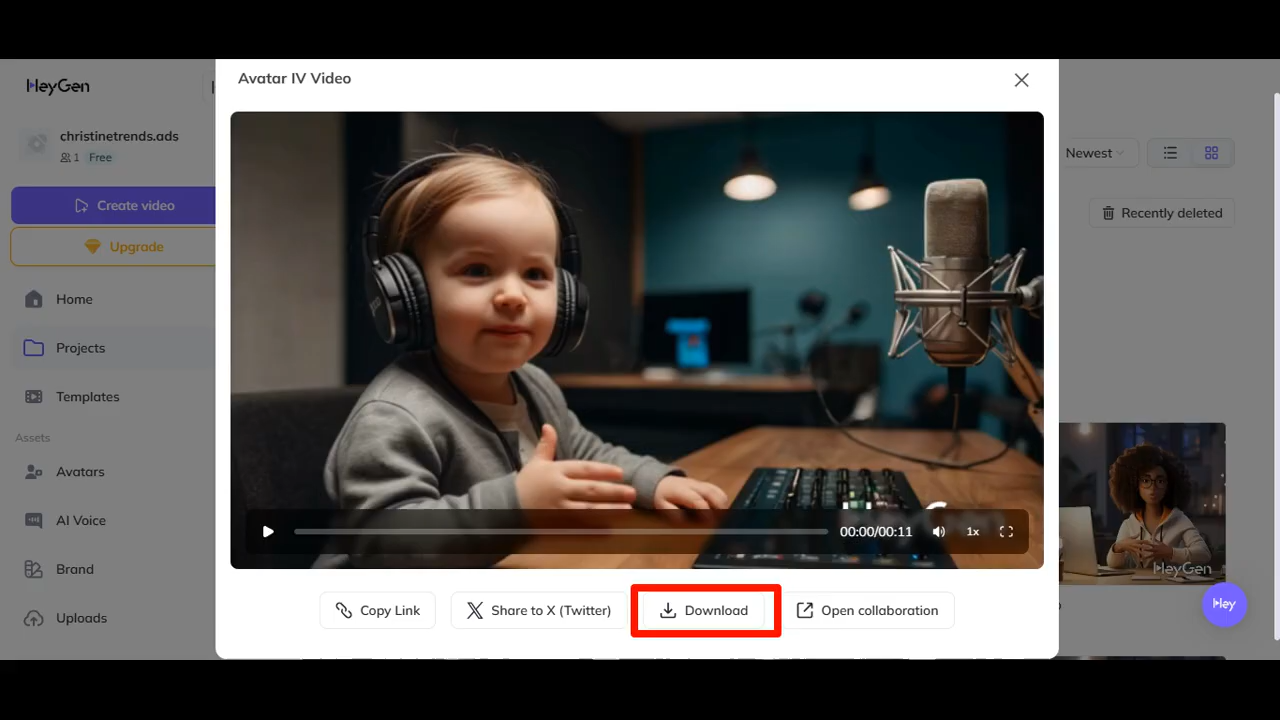 Avatar IV Video
HeyGen
christinetrends.ads
1 Free
Create video
Upgrade
Home
Projects
Templates
Assets
Avatars
AI Voice
Brand
Uploads
Newest
Recently deleted
00:00/00:11
1x
Copy Link
Share to X (Twitter)
Download
Open collaboration
HeyGen
Hey